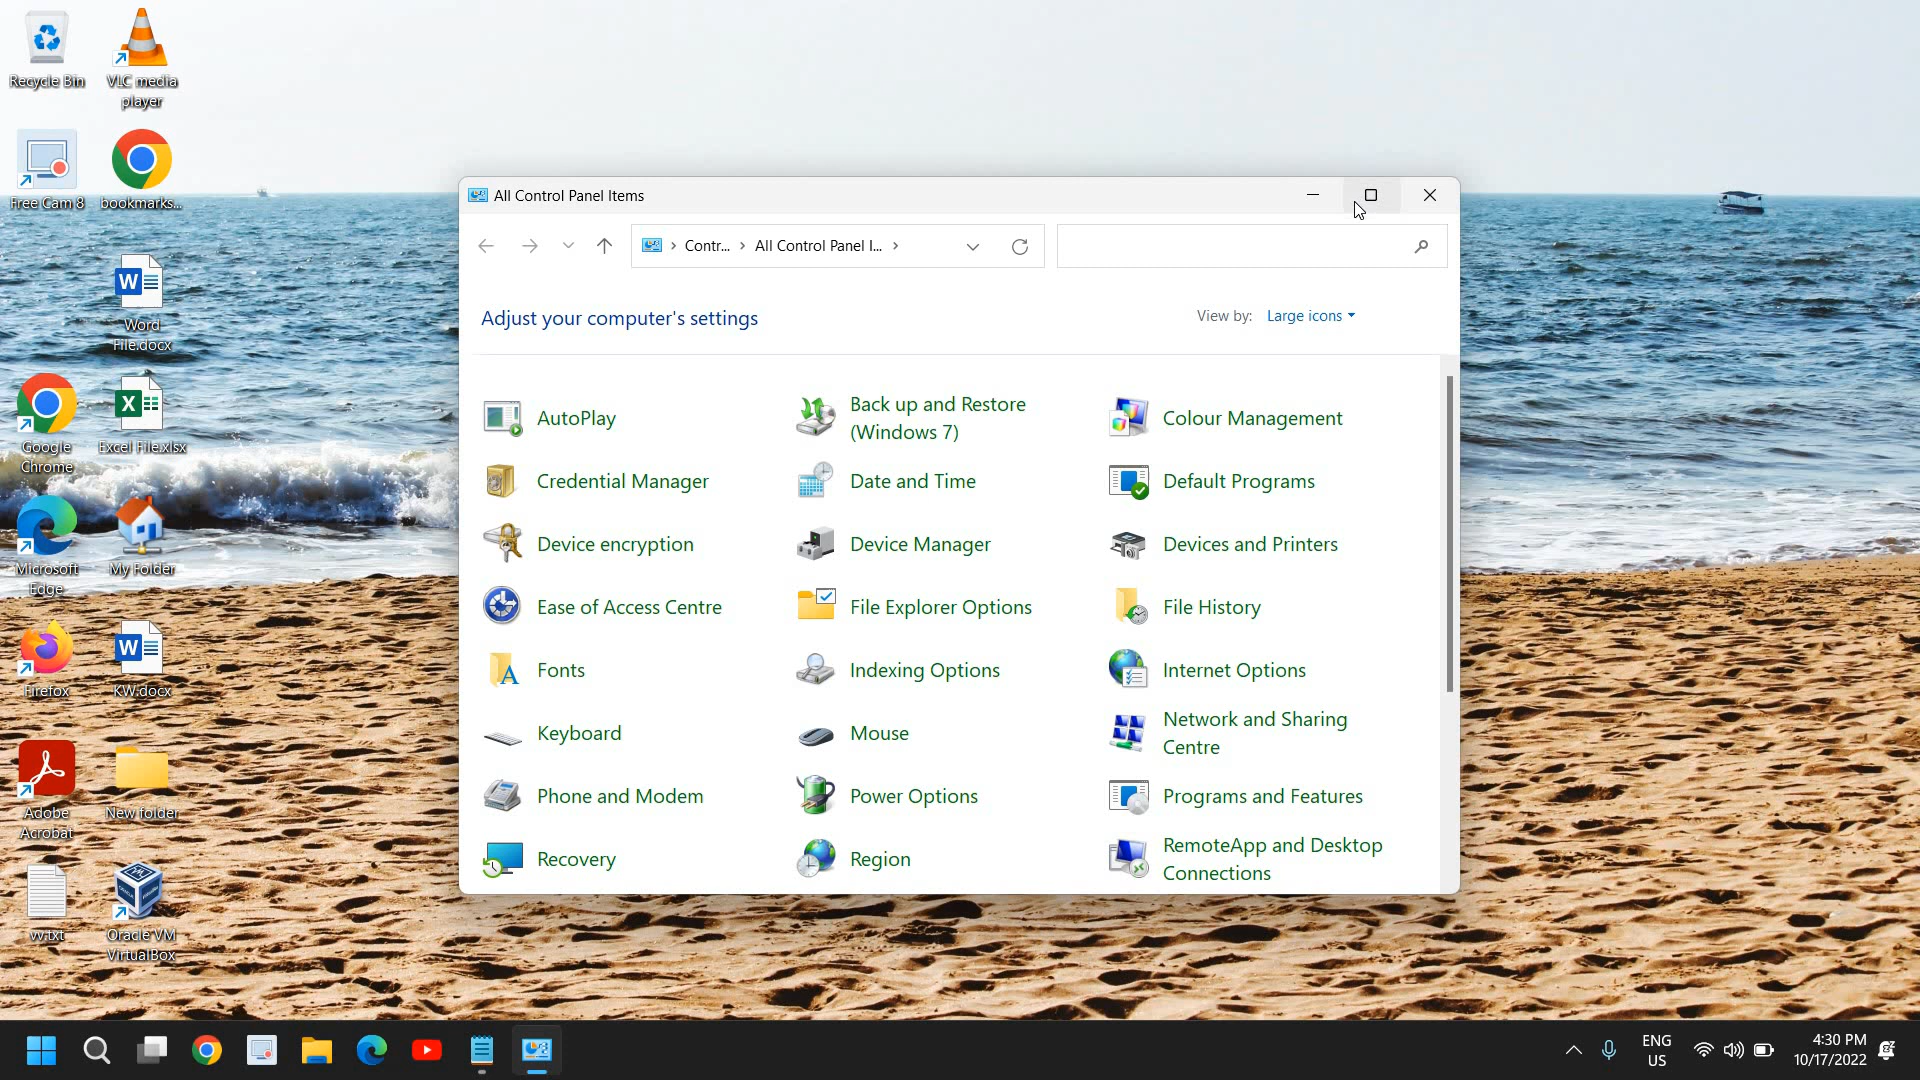 Recycle Bin
VLC media
player
Free Cam 8
bookmarks...
Word
File.docx
Google
Chrome
Excel File.xlsx
Microsoft
Edge
My Folder
Firefox
KW.docx
Adobe
Acrobat
New folder
vv.txt
Oracle VM
VirtualBox
All Control Panel Items
Contr... > All Control Panel I... >
Adjust your computer's settings
View by: Large icons
AutoPlay
Back up and Restore
(Windows 7)
Colour Management
Credential Manager
Date and Time
Default Programs
Device encryption
Device Manager
Devices and Printers
Ease of Access Centre
File Explorer Options
File History
Fonts
Indexing Options
Internet Options
Keyboard
Mouse
Network and Sharing
Centre
Phone and Modem
Power Options
Programs and Features
Recovery
Region
RemoteApp and Desktop
Connections
ENG
US
4:30 PM
10/17/2022